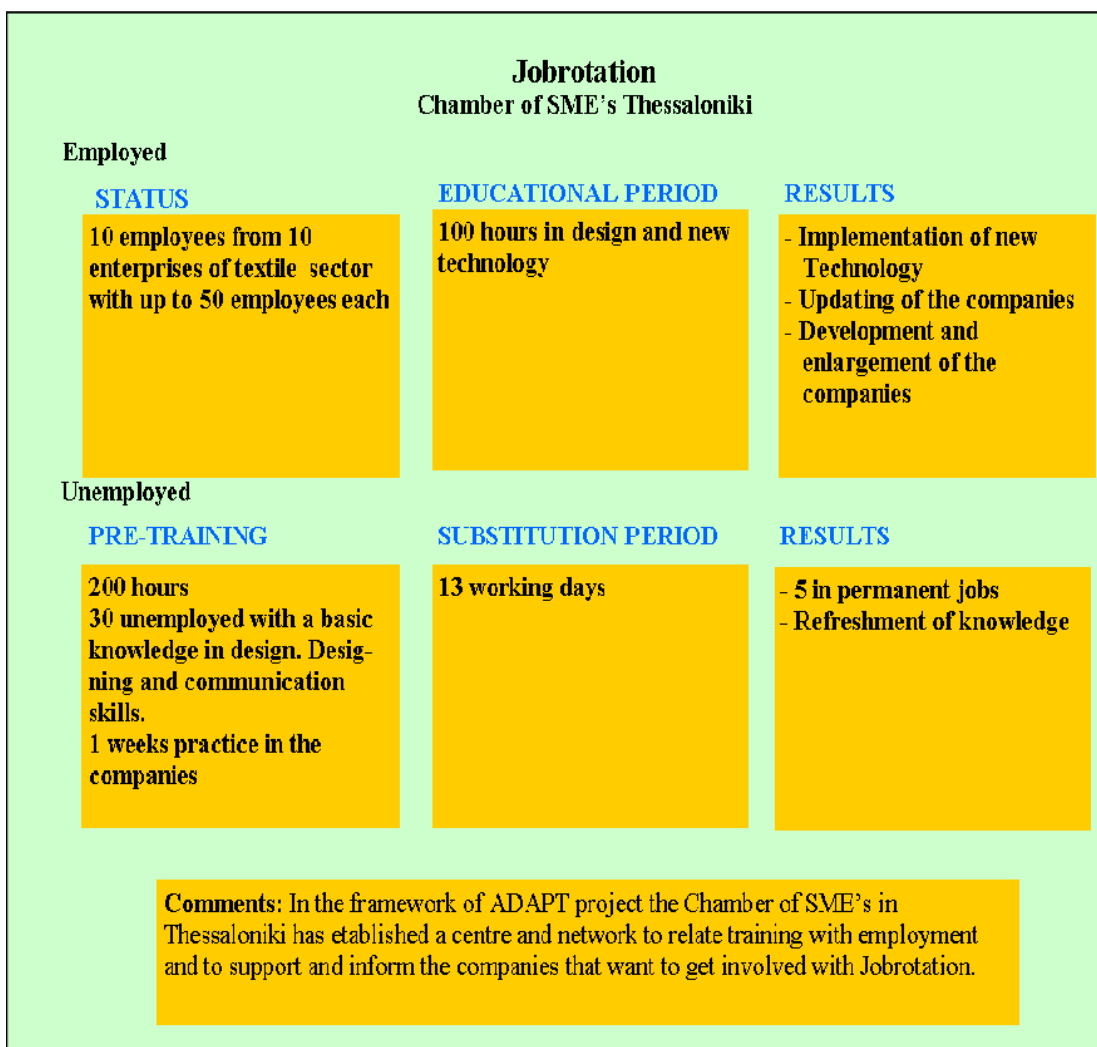 Jobrotation
Chamber of SME's Thessaloniki
Employed
STATUS
10 employees from 10
enterprises of textile sector
with up to 50 employees each
EDUCATIONAL PERIOD
100 hours in design and new
technology
RESULTS
- Implementation of new
Technology
- Updating of the companies
- Development and
enlargement of the
companies
Unemployed
PRE-TRAINING
200 hours
30 unemployed with a basic
knowledge in design. Desig-
ning and communication
skills.
1 weeks practice in the
companies
SUBSTITUTION PERIOD
13 working days
RESULTS
- 5 in permanent jobs
- Refreshment of knowledge
Comments: In the framework of ADAPT project the Chamber of SME's in
Thessaloniki has etablished a centre and network to relate training with employment
and to support and inform the companies that want to get involved with Jobrotation.